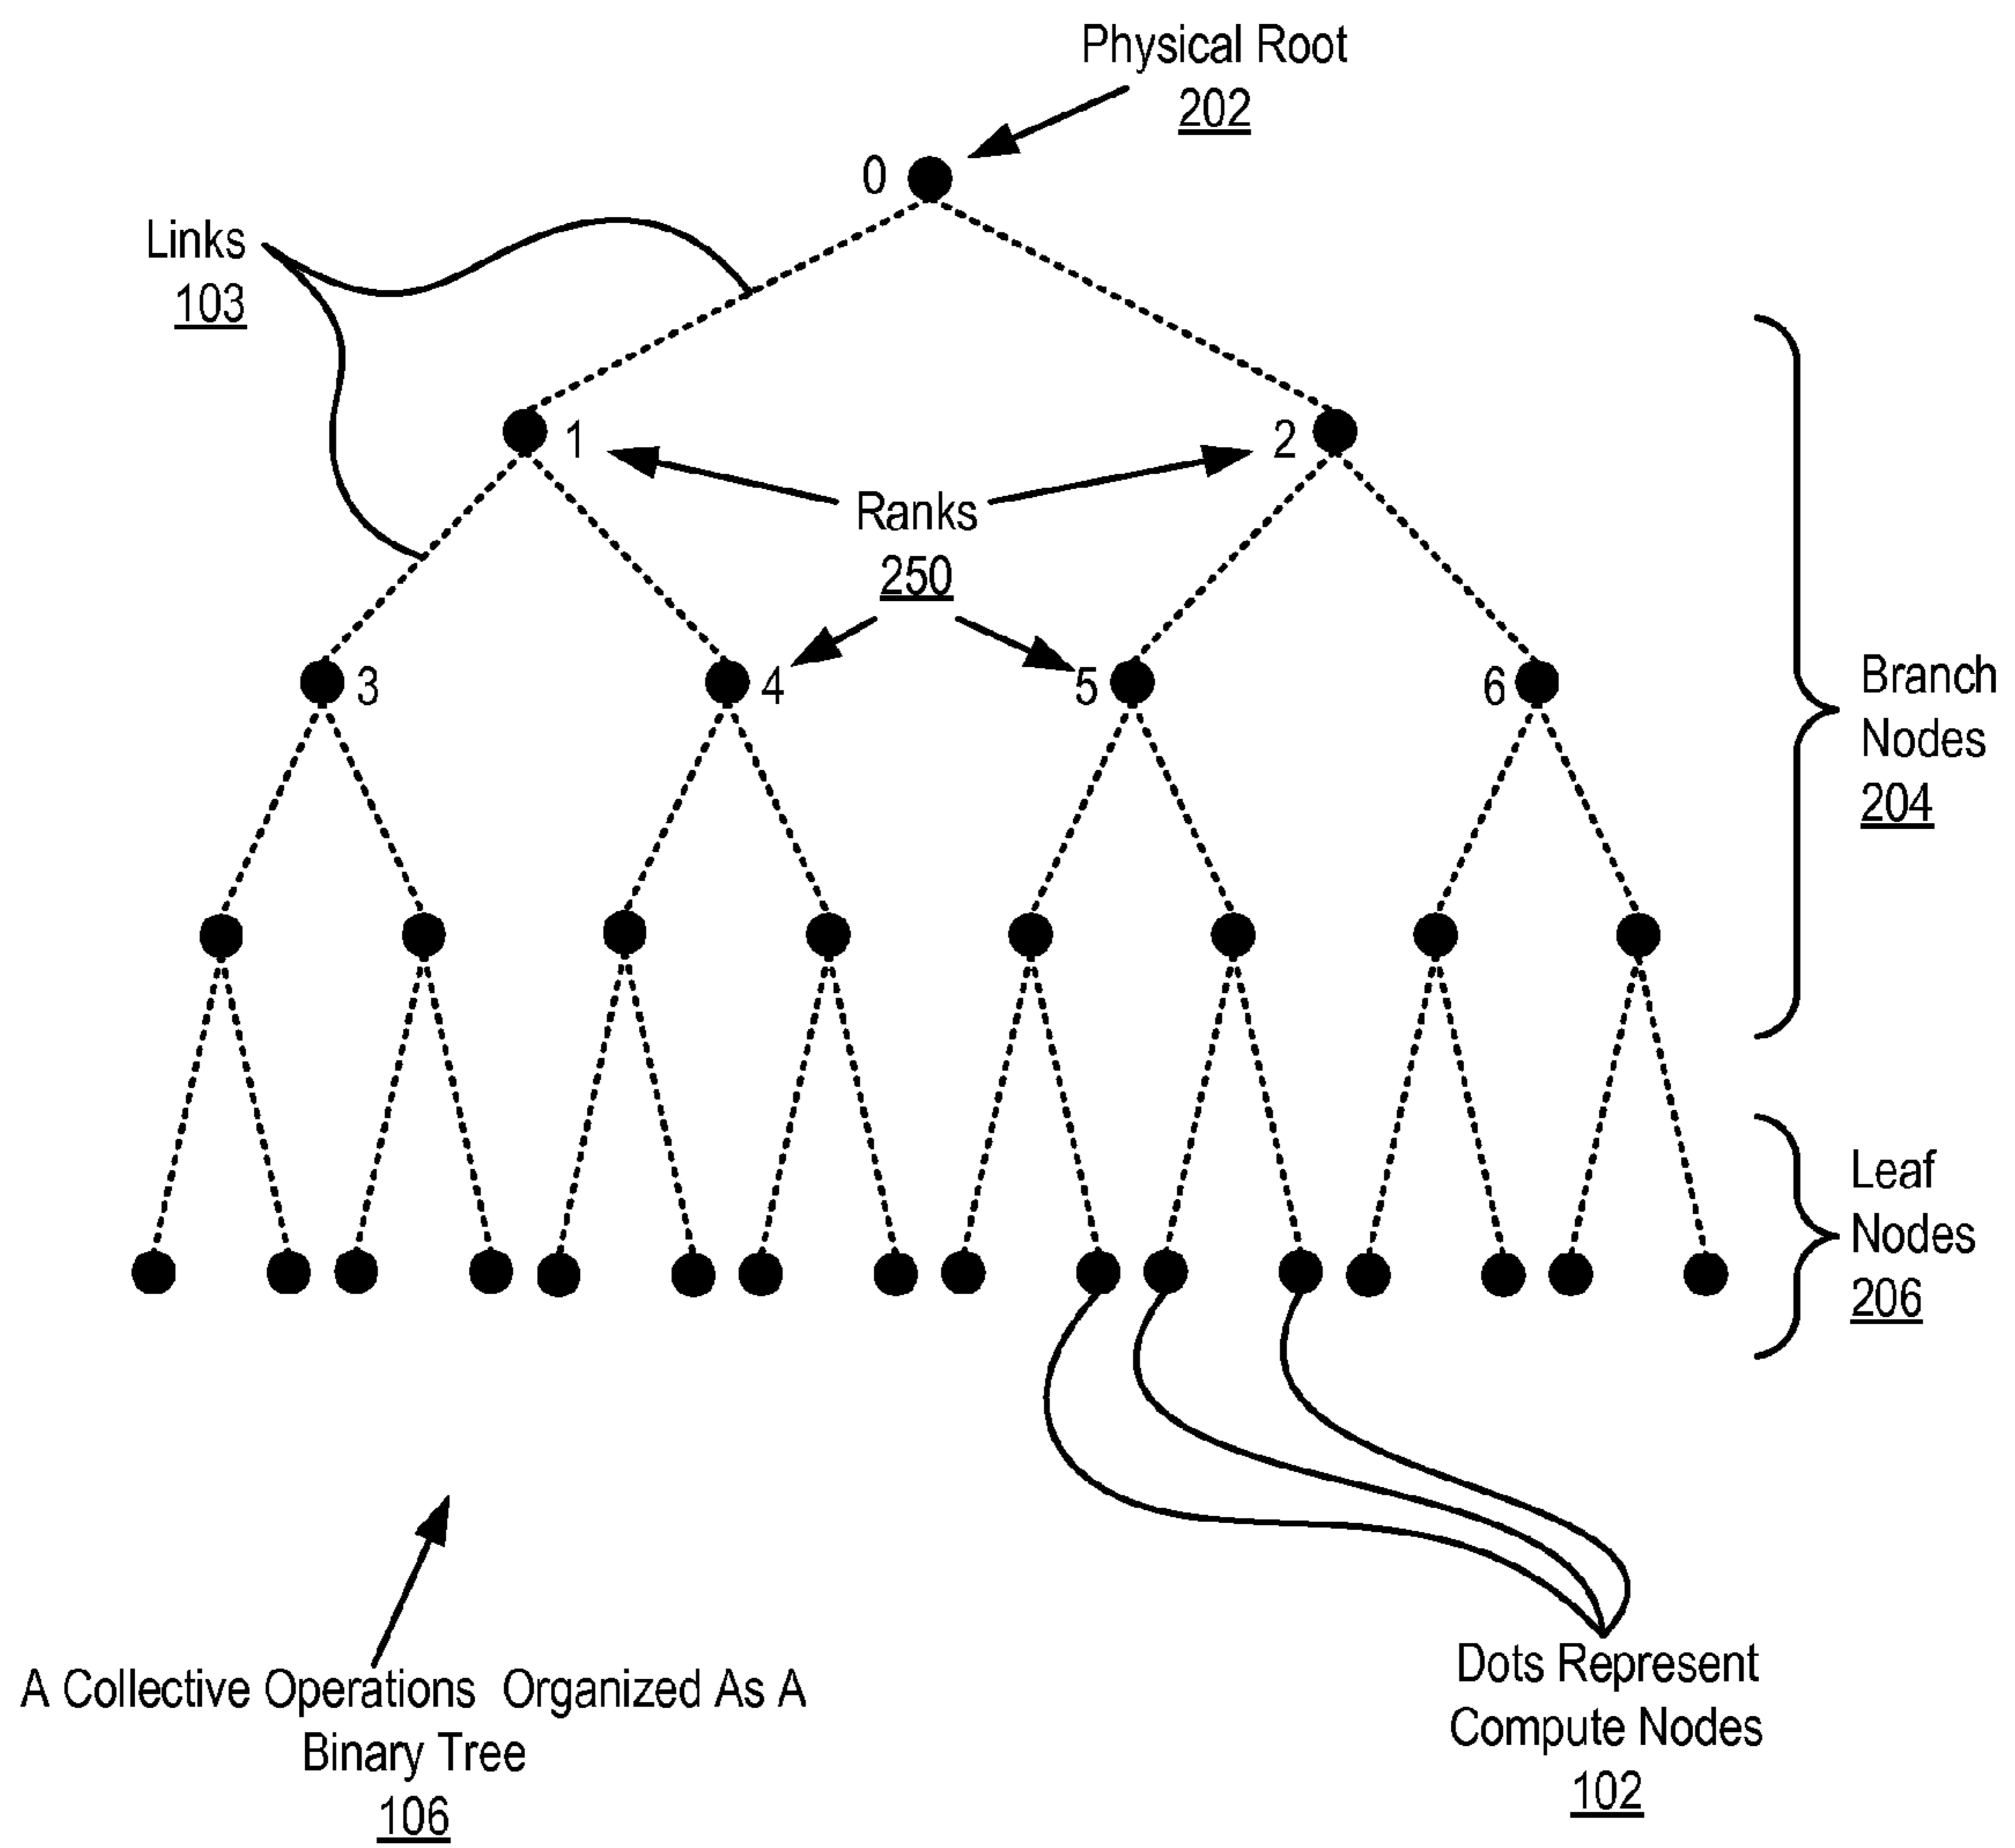 Physical Root
202
0
Links
103
1
2
Ranks
250
3
4
5
6
Branch
Nodes
204
Leaf
Nodes
206
A Collective Operations Organized As A
Binary Tree
106
Dots Represent
Compute Nodes
102